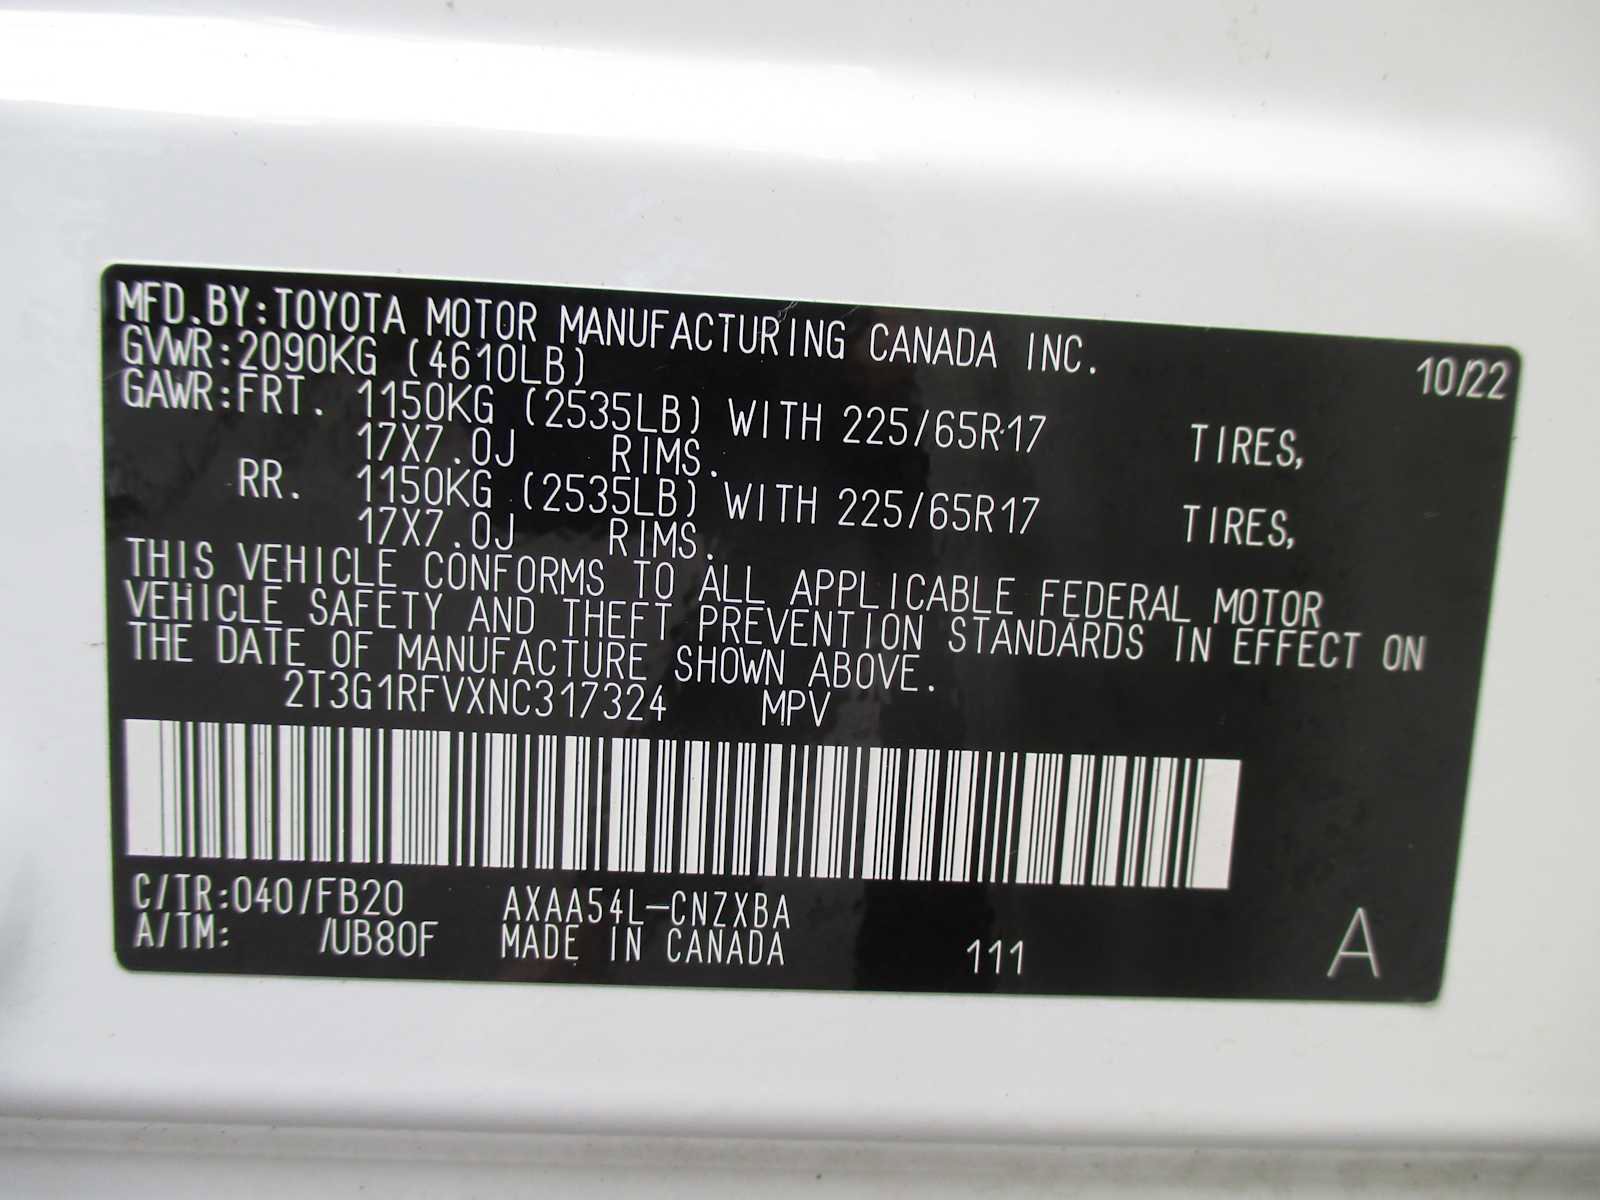 MFD.BY:TOYOTA MOTOR MANUFACTURING CANADA INC. 10/22
GVWR:2090KG (4610LB)
GAWR:FRT. 1150KG (2535LB) WITH 225/65R17 TIRES,
17X7.0J RIMS.
RR. 1150KG (2535LB) WITH 225/65R17 TIRES,
17X7.0J RIMS.
THIS VEHICLE CONFORMS TO ALL APPLICABLE FEDERAL MOTOR
VEHICLE SAFETY AND THEFT PREVENTION STANDARDS IN EFFECT ON
THE DATE OF MANUFACTURE SHOWN ABOVE.
2T3G1RFVXNC317324 MPV
C/TR:040/FB20 AXAA54L-CNZXBA
A/TM: /UB80F MADE IN CANADA 111 A